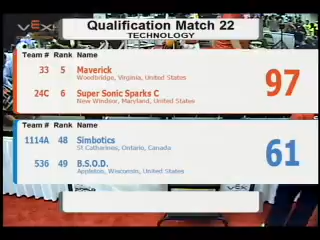 VEX
Qualification Match 22
TECHNOLOGY
Team # Rank Name
33 5 Maverick
Woodbridge, Virginia, United States
97
24C 6 Super Sonic Sparks C
New Windsor, Maryland, United States
Team # Rank Name
1114A 48 Simbotics
St Catharines, Ontario, Canada
61
536 49 B.S.O.D.
Appleton, Wisconsin, United States
VEX